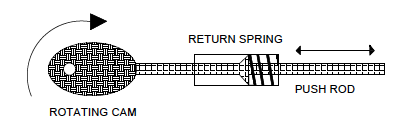 RETURN SPRING
PUSH ROD
ROTATING CAM